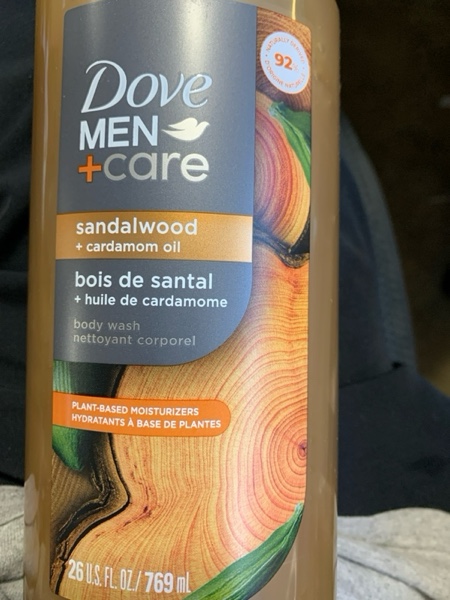 Dove
MEN
+care
92%
sandalwood
+ cardamom oil
bois de santal
+ huile de cardamome
body wash
nettoyant corporel
PLANT-BASED MOISTURIZERS
HYDRATANTS À BASE DE PLANTES
26 U.S. FL. OZ./ 769 mL